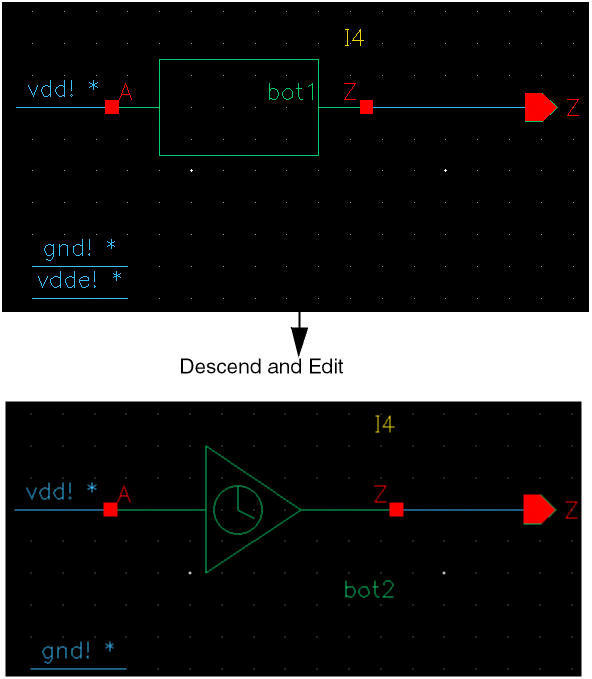 I4
vdd! * A bot1 Z Z
gnd! *
vdde! *
Descend and Edit
I4
vdd! * A Z Z
bot2
gnd! *